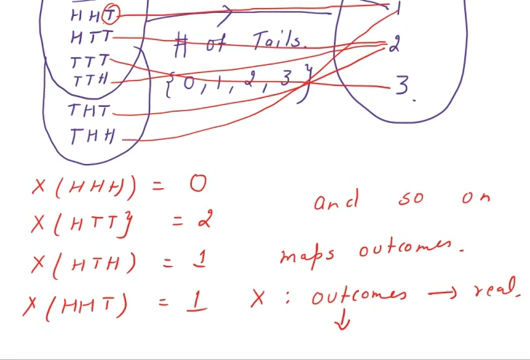 HHT
1
HTT
# of Tails.
2
TTT
TTH
{0, 1, 2, 3}
3.
THT
THH
X(HHH) = 0
and so on
X(HTT} = 2
maps outcomes.
X(HTH) = 1
X(HHT) = 1
X : outcomes → real.